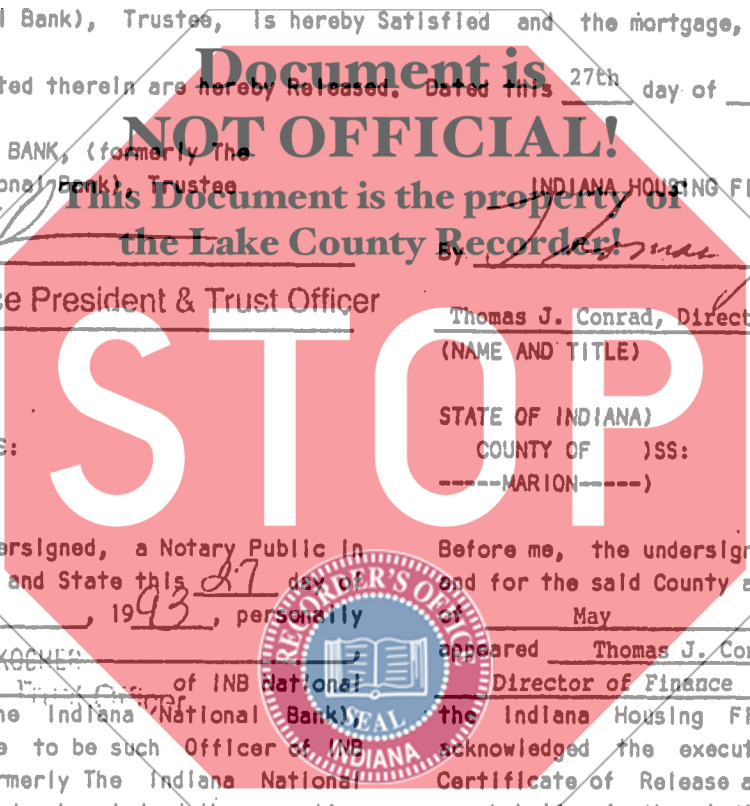 l Bank), Trustee, is hereby Satisfied and the mortgage,
ted therein are hereby Released. Dated this 27th day of
BANK, (formerly The
onal Bank), Trustee
INDIANA HOUSING FI
By
ce President & Trust Officer
Thomas J. Conrad, Direct
(NAME AND TITLE)
STATE OF INDIANA)
COUNTY OF )SS:
-----MARION-----)
S:
ersigned, a Notary Public in
and State this 27 day of
, 1993, personally
,
of INB National
he Indiana National Bank),
e to be such Officer of INB
rmerly The Indiana National
Before me, the undersign
and for the said County a
of May
appeared Thomas J. Con
Director of Finance
the Indiana Housing Fi
acknowledged the execut
Certificate of Release a
Document is
NOT OFFICIAL!
This Document is the property of
the Lake County Recorder!
STOP
RECORDER'S OFFICE
SEAL
INDIANA